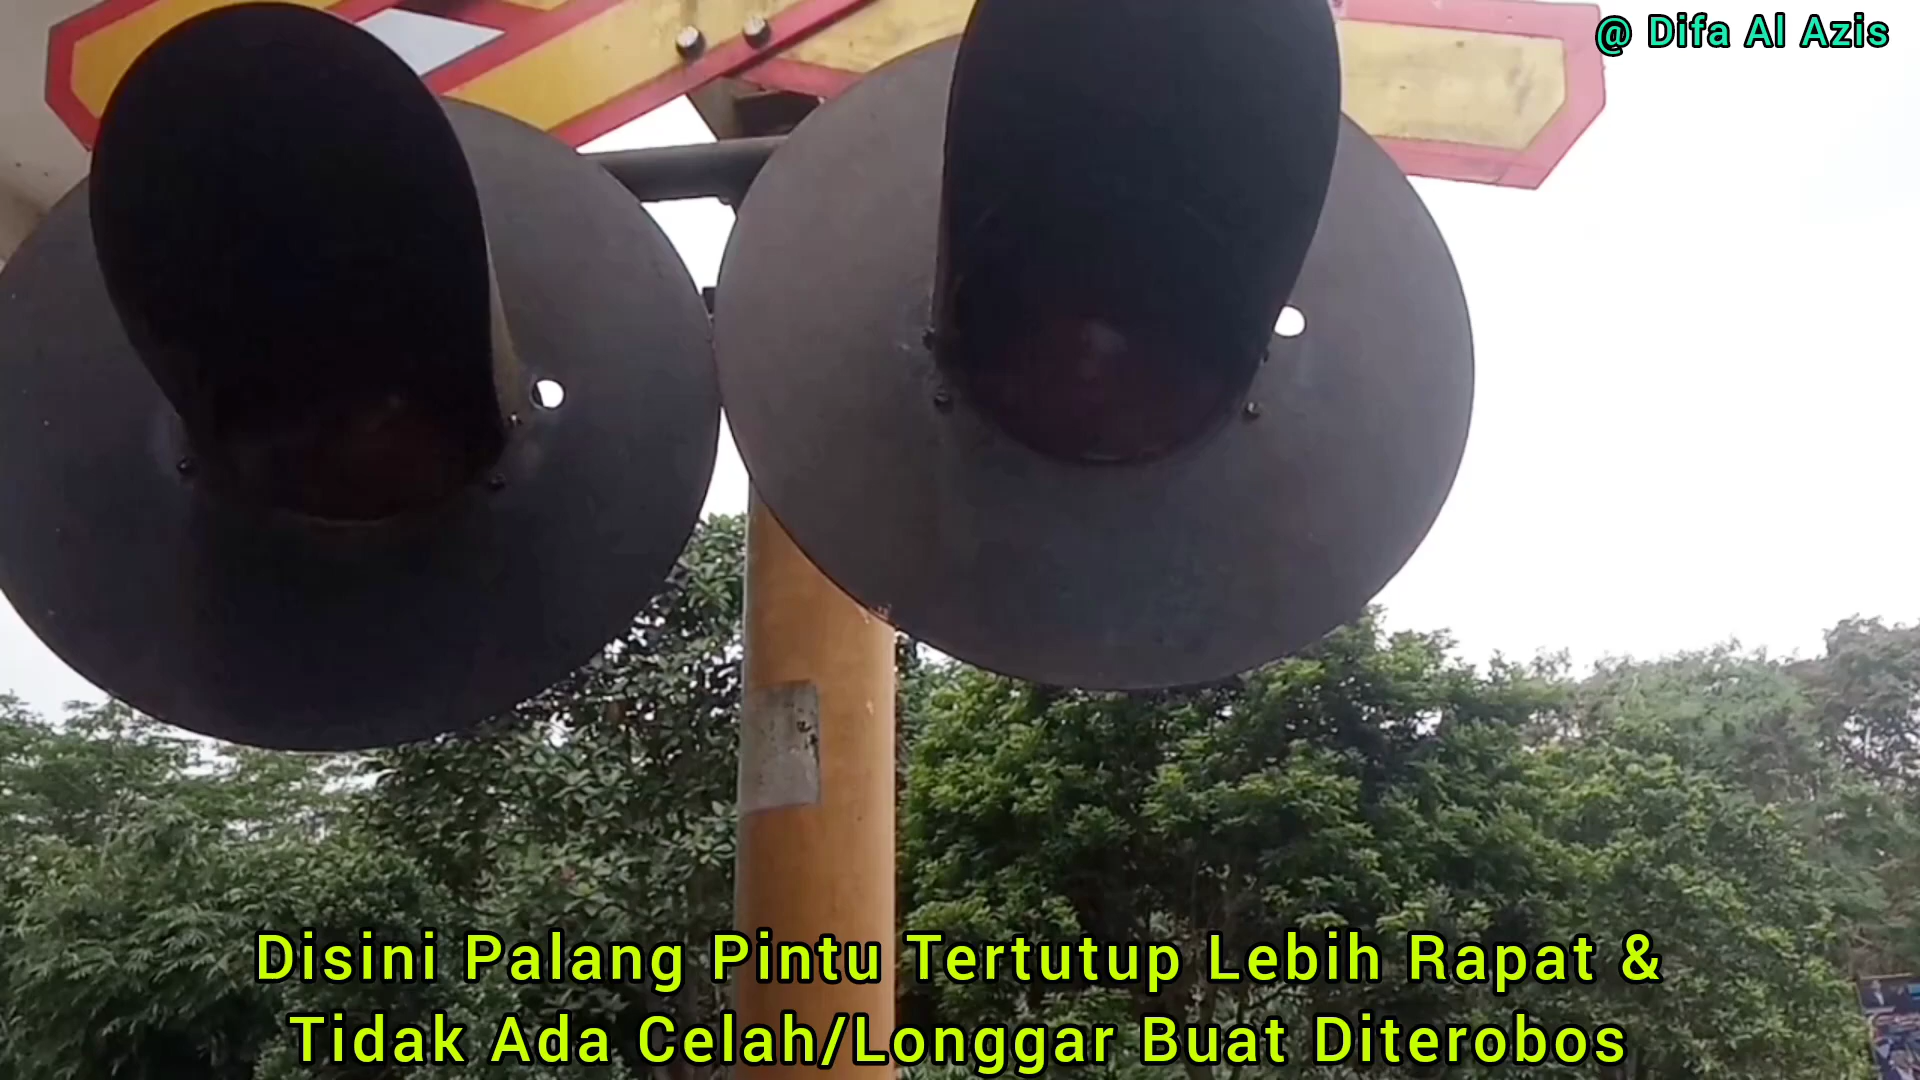 @ Difa Al Azis
Disini Palang Pintu Tertutup Lebih Rapat &
Tidak Ada Celah/Longgar Buat Diterobos